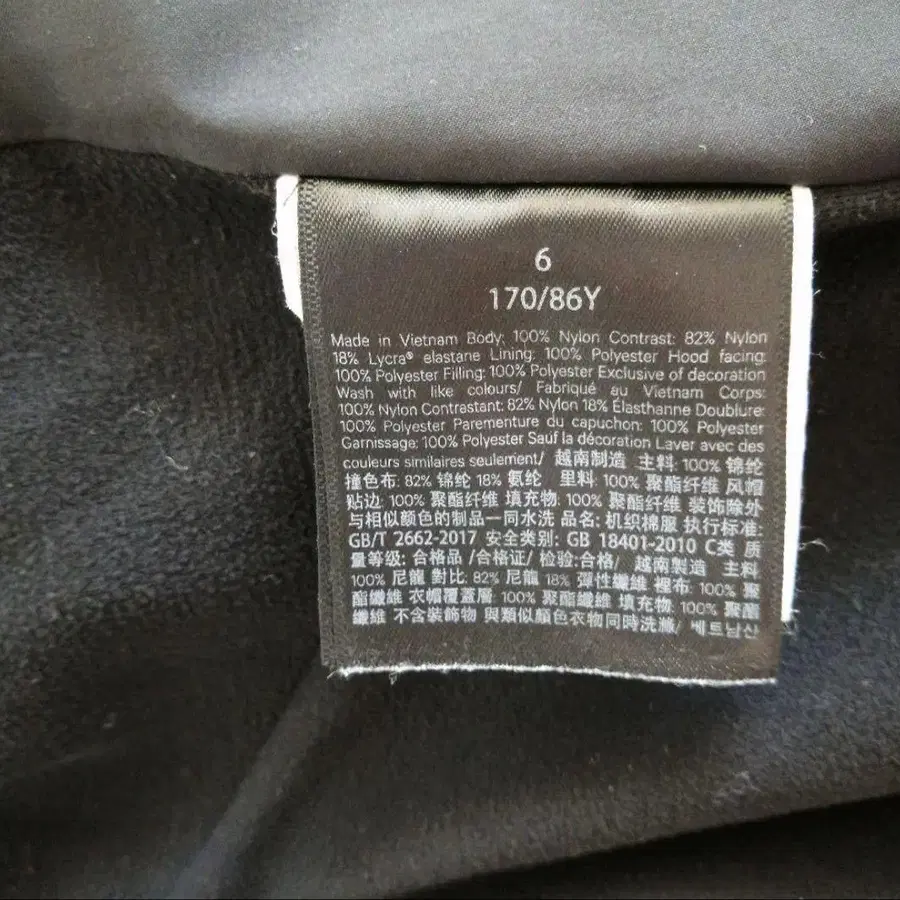 6
170/86Y
Made in Vietnam Body: 100% Nylon Contrast: 82% Nylon
18% Lycra® elastane Lining: 100% Polyester Hood facing:
100% Polyester Filling: 100% Polyester Exclusive of decoration
Wash with like colours/ Fabriqué au Vietnam Corps:
100% Nylon Contrastant: 82% Nylon 18% Élasthanne Doublure:
100% Polyester Parementure du capuchon: 100% Polyester
Garnissage: 100% Polyester Sauf la décoration Laver avec des
couleurs similaires seulement/ 越南制造 主料: 100% 锦纶
撞色布: 82% 锦纶 18% 氨纶 里料: 100% 聚酯纤维 风帽
贴边: 100% 聚酯纤维 填充物: 100% 聚酯纤维 装饰除外
与相似颜色的制品一同水洗 品名: 机织棉服 执行标准:
GB/T 2662-2017 安全类别: GB 18401-2010 C类 质
量等级: 合格品 /合格证/ 检验:合格/ 越南製造 主料
100% 尼龍 對比: 82% 尼龍 18% 彈性纖維 裡布: 100% 聚
酯纖維 衣帽覆蓋層: 100% 聚酯纖維 填充物: 100% 聚酯
纖維 不含裝飾物 與類似顏色衣物同時洗滌/ 베트남산